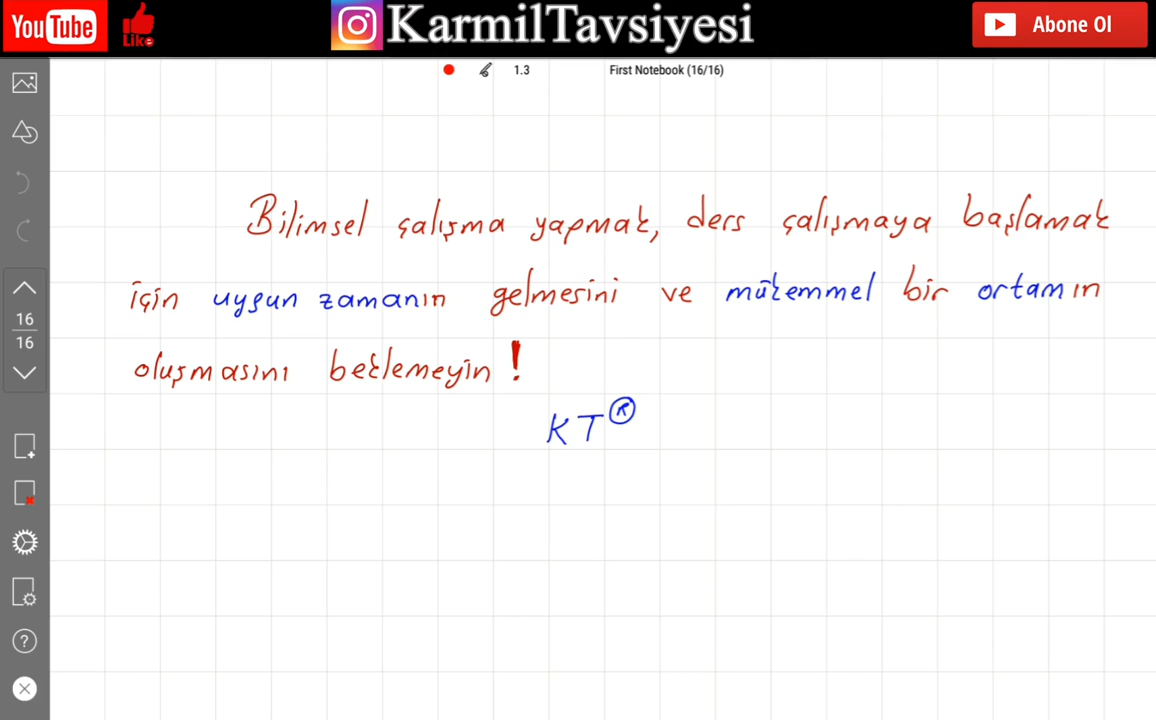 YouTube Like KarmilTavsiyesi Abone Ol
1.3 First Notebook (16/16)
Bilimsel çalışma yapmak, ders çalışmaya başlamak
için uygun zamanın gelmesini ve mükemmel bir ortamın
16
16
oluşmasını beklemeyin!
KT®